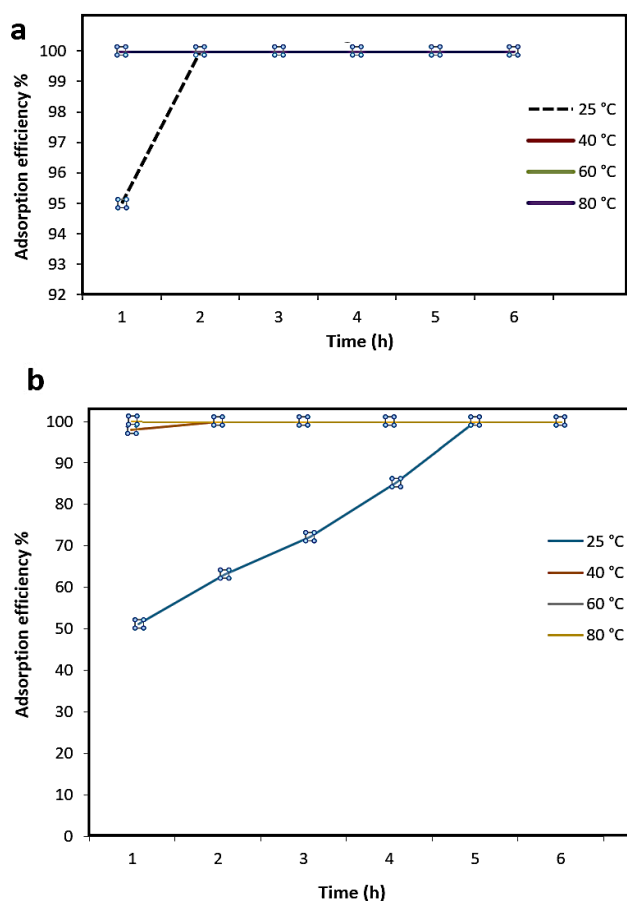 a
Adsorption efficiency %
100
99
98
97
96
95
94
93
92
1 2 3 4 5 6
Time (h)
25 °C
40 °C
60 °C
80 °C
b
Adsorption efficiency %
100
90
80
70
60
50
40
30
20
10
0
1 2 3 4 5 6
Time (h)
25 °C
40 °C
60 °C
80 °C